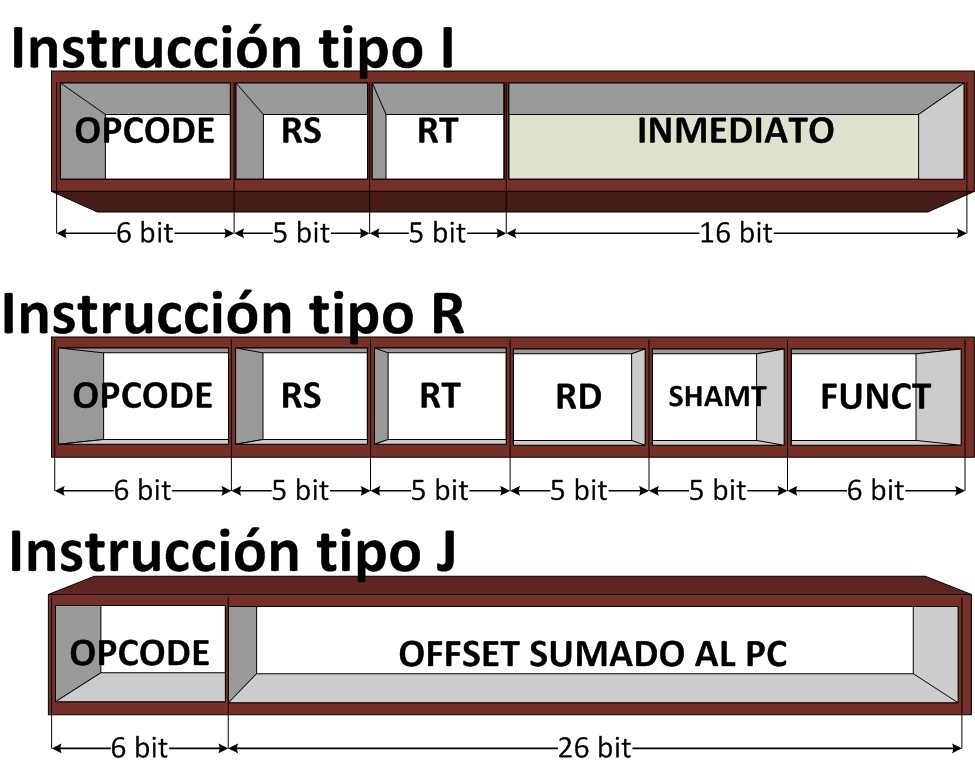 Instrucción tipo I
OPCODE RS RT INMEDIATO
6 bit 5 bit 5 bit 16 bit
Instrucción tipo R
OPCODE RS RT RD SHAMT FUNCT
6 bit 5 bit 5 bit 5 bit 5 bit 6 bit
Instrucción tipo J
OPCODE OFFSET SUMADO AL PC
6 bit 26 bit